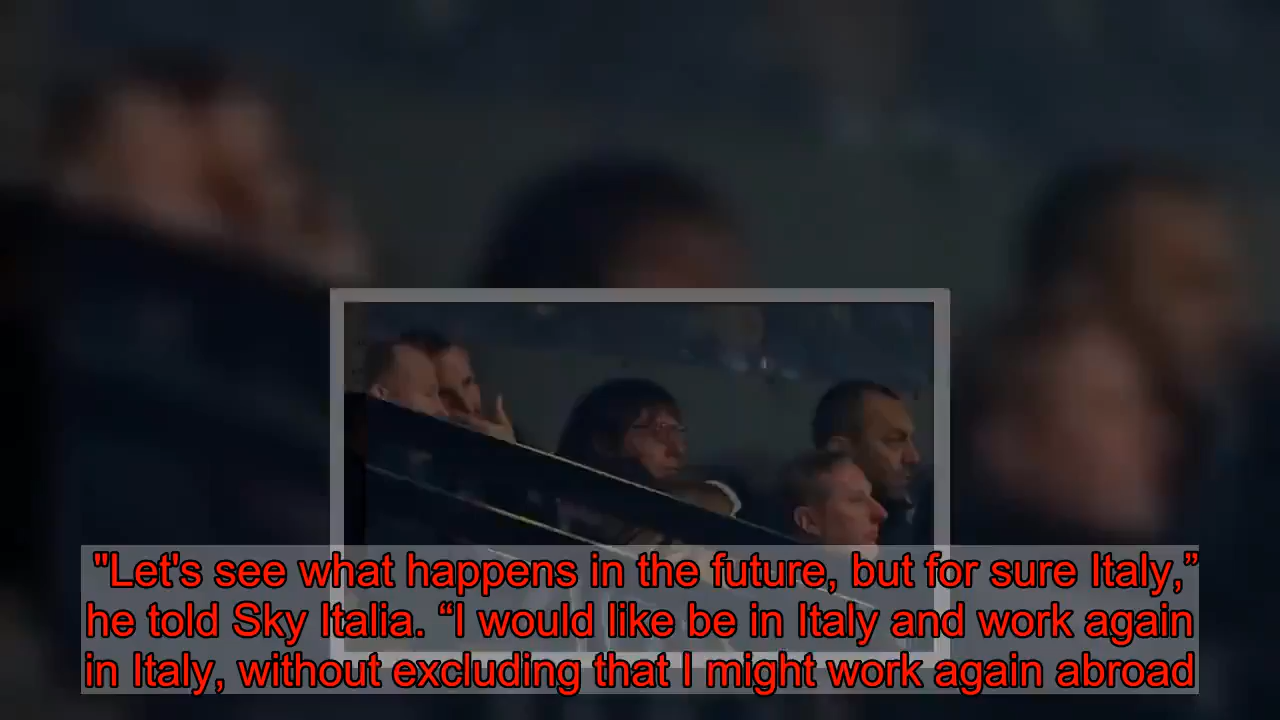 "Let's see what happens in the future, but for sure Italy,”
he told Sky Italia. “I would like be in Italy and work again
in Italy, without excluding that I might work again abroad